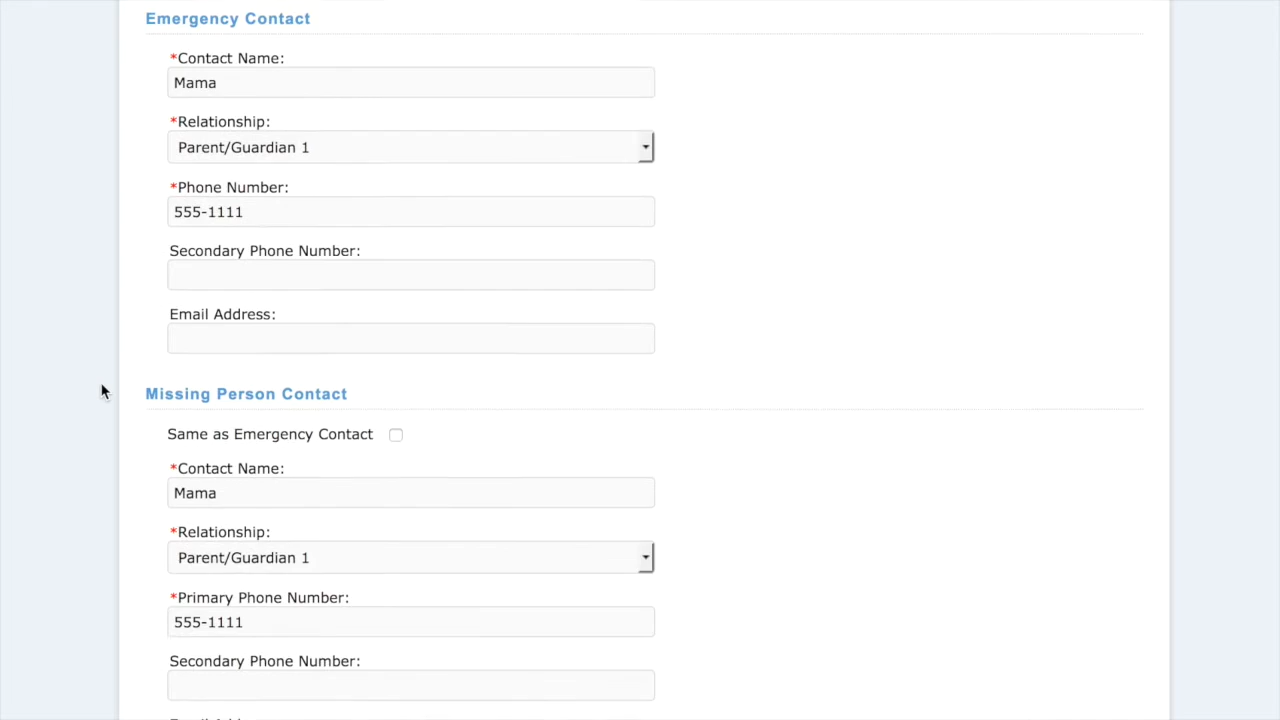 Emergency Contact
*Contact Name:
Mama
*Relationship:
Parent/Guardian 1
*Phone Number:
555-1111
Secondary Phone Number:
Email Address:
Missing Person Contact
Same as Emergency Contact
*Contact Name:
Mama
*Relationship:
Parent/Guardian 1
*Primary Phone Number:
555-1111
Secondary Phone Number: